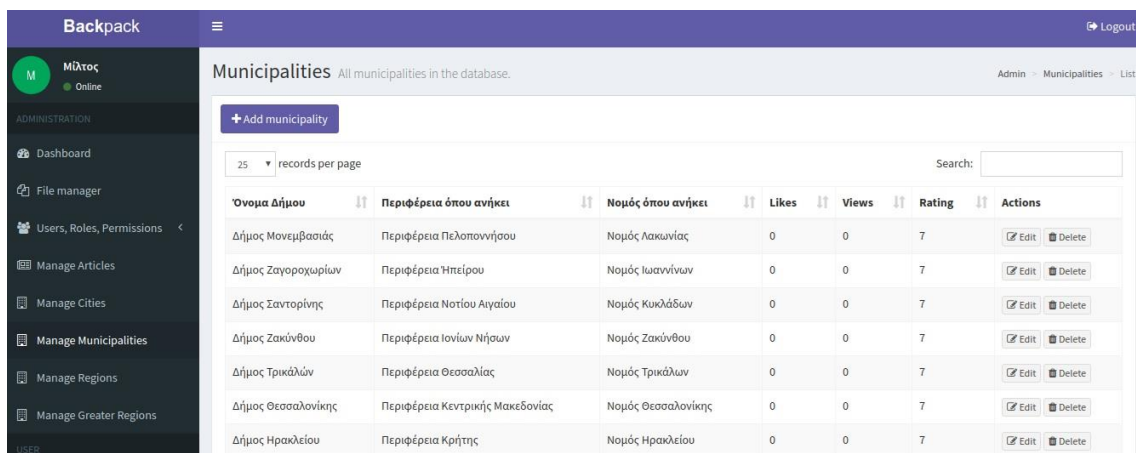 Backpack
Logout
M
Μίλτος
Online
ADMINISTRATION
Dashboard
File manager
Users, Roles, Permissions
Manage Articles
Manage Cities
Manage Municipalities
Manage Regions
Manage Greater Regions
USER
Municipalities All municipalities in the database.
Admin > Municipalities > List
Add municipality
25 records per page
Search:
Όνομα Δήμου Περιφέρεια όπου ανήκει Νομός όπου ανήκει Likes Views Rating Actions
Δήμος Μονεμβασιάς Περιφέρεια Πελοποννήσου Νομός Λακωνίας 0 0 7 Edit Delete
Δήμος Ζαγοροχωρίων Περιφέρεια Ήπείρου Νομός Ιωαννίνων 0 0 7 Edit Delete
Δήμος Σαντορίνης Περιφέρεια Νοτίου Αιγαίου Νομός Κυκλάδων 0 0 7 Edit Delete
Δήμος Ζακύνθου Περιφέρεια Ιονίων Νήσων Νομός Ζακύνθου 0 0 7 Edit Delete
Δήμος Τρικάλών Περιφέρεια Θεσσαλίας Νομός Τρικάλων 0 0 7 Edit Delete
Δήμος Θεσσαλονίκης Περιφέρεια Κεντρικής Μακεδονίας Νομός Θεσσαλονίκης 0 0 7 Edit Delete
Δήμος Ηρακλείου Περιφέρεια Κρήτης Νομός Ηρακλείου 0 0 7 Edit Delete